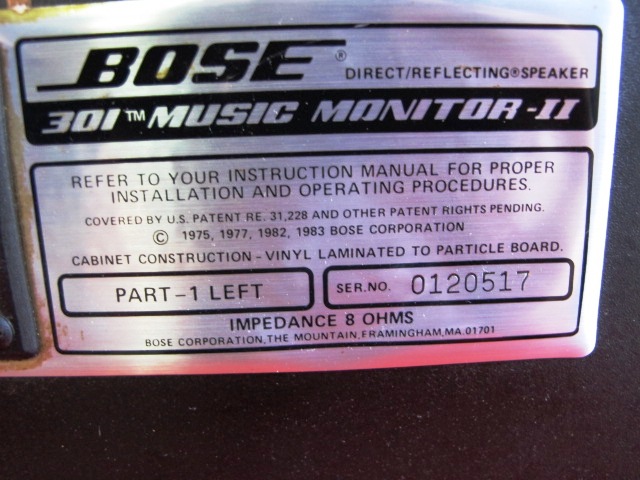 BOSE® DIRECT/REFLECTING® SPEAKER
301™ MUSIC MONITOR-II
REFER TO YOUR INSTRUCTION MANUAL FOR PROPER
INSTALLATION AND OPERATING PROCEDURES.
COVERED BY U.S. PATENT RE. 31,228 AND OTHER PATENT RIGHTS PENDING.
© 1975, 1977, 1982, 1983 BOSE CORPORATION
CABINET CONSTRUCTION - VINYL LAMINATED TO PARTICLE BOARD.
PART-1 LEFT SER.NO. 0120517
IMPEDANCE 8 OHMS
BOSE CORPORATION, THE MOUNTAIN, FRAMINGHAM, MA. 01701